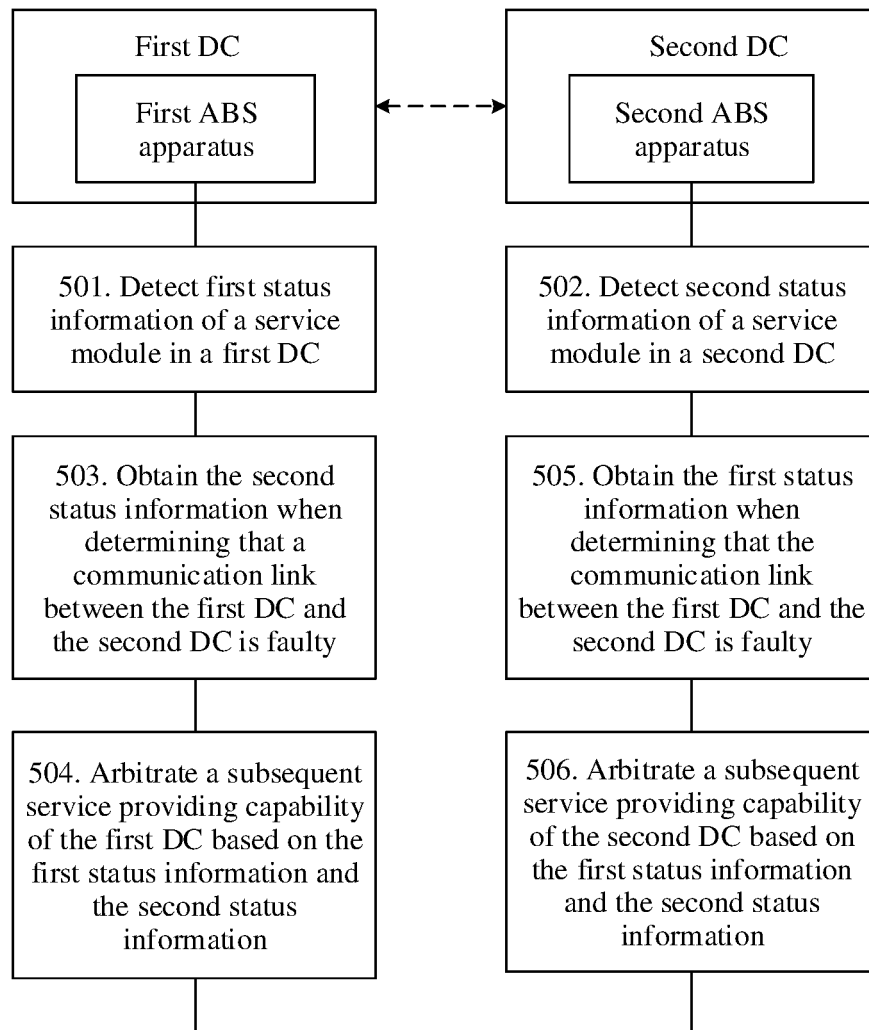 First DC
First ABS
apparatus
Second DC
Second ABS
apparatus
501. Detect first status
information of a service
module in a first DC
502. Detect second status
information of a service
module in a second DC
503. Obtain the second
status information when
determining that a
communication link
between the first DC and
the second DC is faulty
505. Obtain the first status
information when
determining that the
communication link
between the first DC and the
second DC is faulty
504. Arbitrate a subsequent
service providing capability
of the first DC based on the
first status information and
the second status
information
506. Arbitrate a subsequent
service providing capability
of the second DC based on
the first status information
and the second status
information